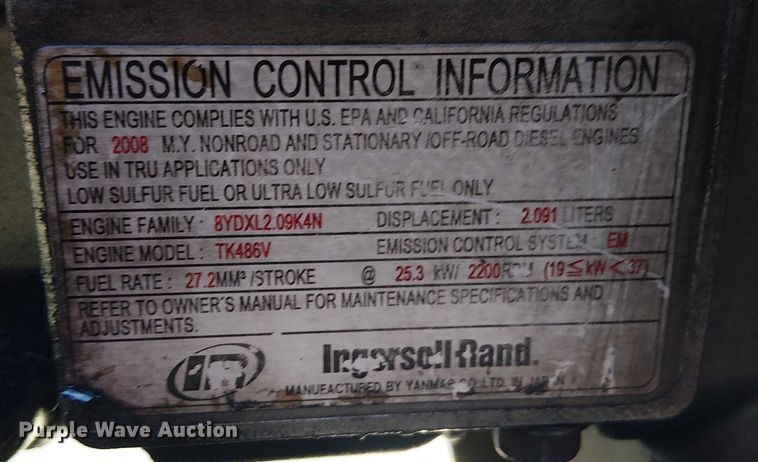 EMISSION CONTROL INFORMATION
THIS ENGINE COMPLIES WITH U.S. EPA AND CALIFORNIA REGULATIONS
FOR 2008 M.Y. NONROAD AND STATIONARY /OFF-ROAD DIESEL ENGINES.
USE IN TRU APPLICATIONS ONLY
LOW SULFUR FUEL OR ULTRA LOW SULFUR FUEL ONLY
ENGINE FAMILY : 8YDXL2.09K4N DISPLACEMENT : 2.091 LITERS
ENGINE MODEL : TK486V EMISSION CONTROL SYSTEM : EM
FUEL RATE : 27.2MM³/STROKE @ 25.3 kW/ 2200RPM (19≤kW<37)
REFER TO OWNER'S MANUAL FOR MAINTENANCE SPECIFICATIONS AND
ADJUSTMENTS.
IR Ingersoll-Rand.
MANUFACTURED BY YANMAR CO.,LTD. IN JAPAN
Purple Wave Auction